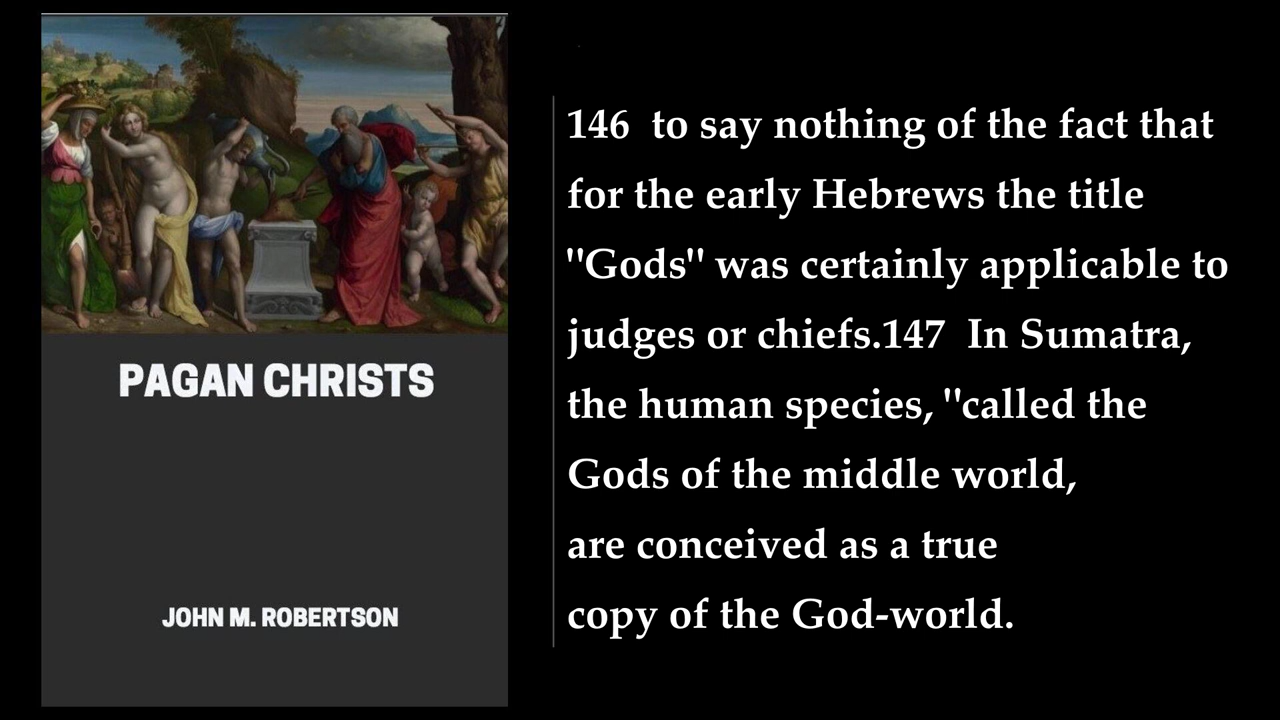 PAGAN CHRISTS
JOHN M. ROBERTSON
146  to say nothing of the fact that
for the early Hebrews the title
"Gods" was certainly applicable to
judges or chiefs.147  In Sumatra,
the human species, "called the
Gods of the middle world,
are conceived as a true
copy of the God-world.